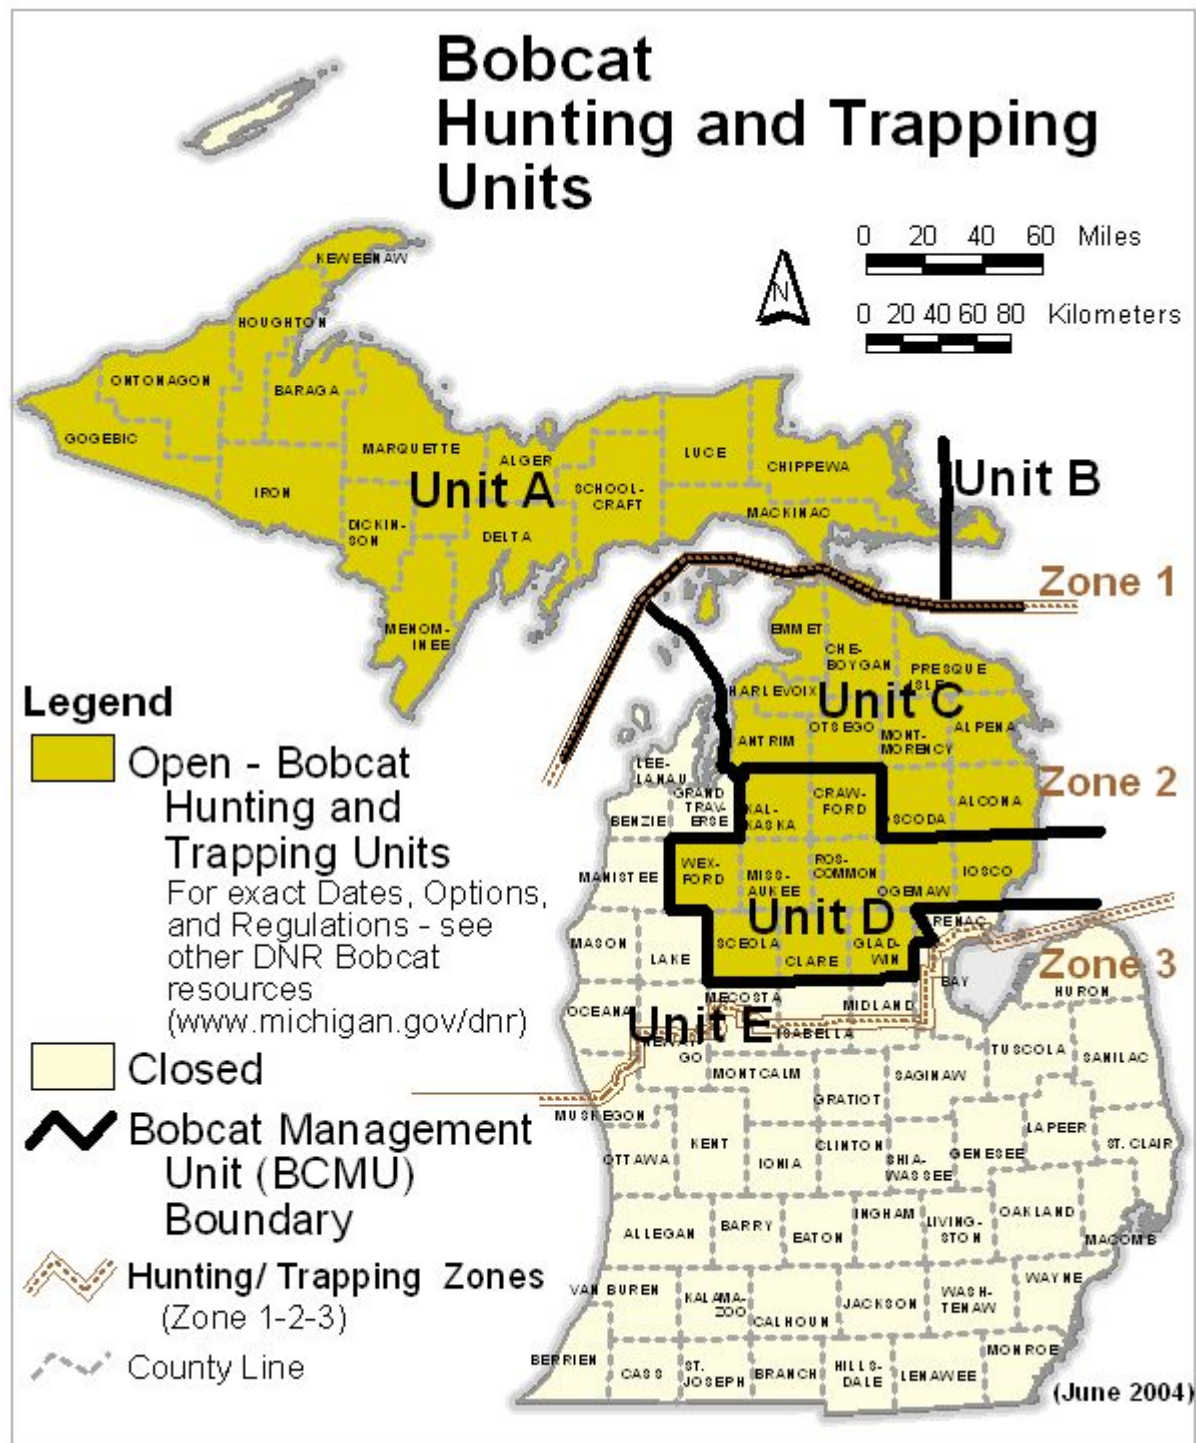 Bobcat
Hunting and Trapping
Units
0 20 40 60 Miles
N
0 20 40 60 80 Kilometers
KEWEENAW
HOUGHTON
ONTONAGON
BARAGA
GOGEBIC
MARQUETTE
ALGER
LUCE
CHIPPEWA
Unit A
Unit B
IRON
SCHOOL-
CRAFT
MACKINAC
DICKIN-
SON
DELTA
Zone 1
MENOM-
INEE
EMMET
CHE-
BOYGAN
PRESQUE
ISLE
HARLEVOIX
Unit C
OTSEGO
ALPENA
ANTRIM
MONT-
MORENCY
LEE-
LANAU
Zone 2
GRAND
TRAV-
ERSE
BENZIE
KAL-
KASKA
CRAW-
FORD
OSCODA
ALCONA
MANISTEE
WEX-
FORD
MISS-
AUKEE
ROS-
COMMON
OGEMAW
IOSCO
Unit D
ARENAC
MASON
LAKE
SCEOLA
CLARE
GLAD-
WIN
Zone 3
BAY
HURON
OCEANA
MECOSTA
MIDLAND
Unit E
NEWAY
GO
ISABELLA
TUSCOLA
SANILAC
MONTCALM
SAGINAW
GRATIOT
MUSKEGON
KENT
LAPEER
OTTAWA
IONIA
CLINTON
SHIA-
WASSEE
GENESEE
ST. CLAIR
ALLEGAN
BARRY
EATON
INGHAM
LIVING-
STON
OAKLAND
MACOMB
VAN BUREN
KALAMA-
ZOO
CALHOUN
JACKSON
WASH-
TENAW
WAYNE
BERRIEN
CASS
ST.
JOSEPH
BRANCH
HILLS-
DALE
LENAWEE
MONROE
(June 2004)
Legend
Open - Bobcat
Hunting and
Trapping Units
For exact Dates, Options,
and Regulations - see
other DNR Bobcat
resources
(www.michigan.gov/dnr)
Closed
Bobcat Management
Unit (BCMU)
Boundary
Hunting/ Trapping Zones
(Zone 1-2-3)
County Line